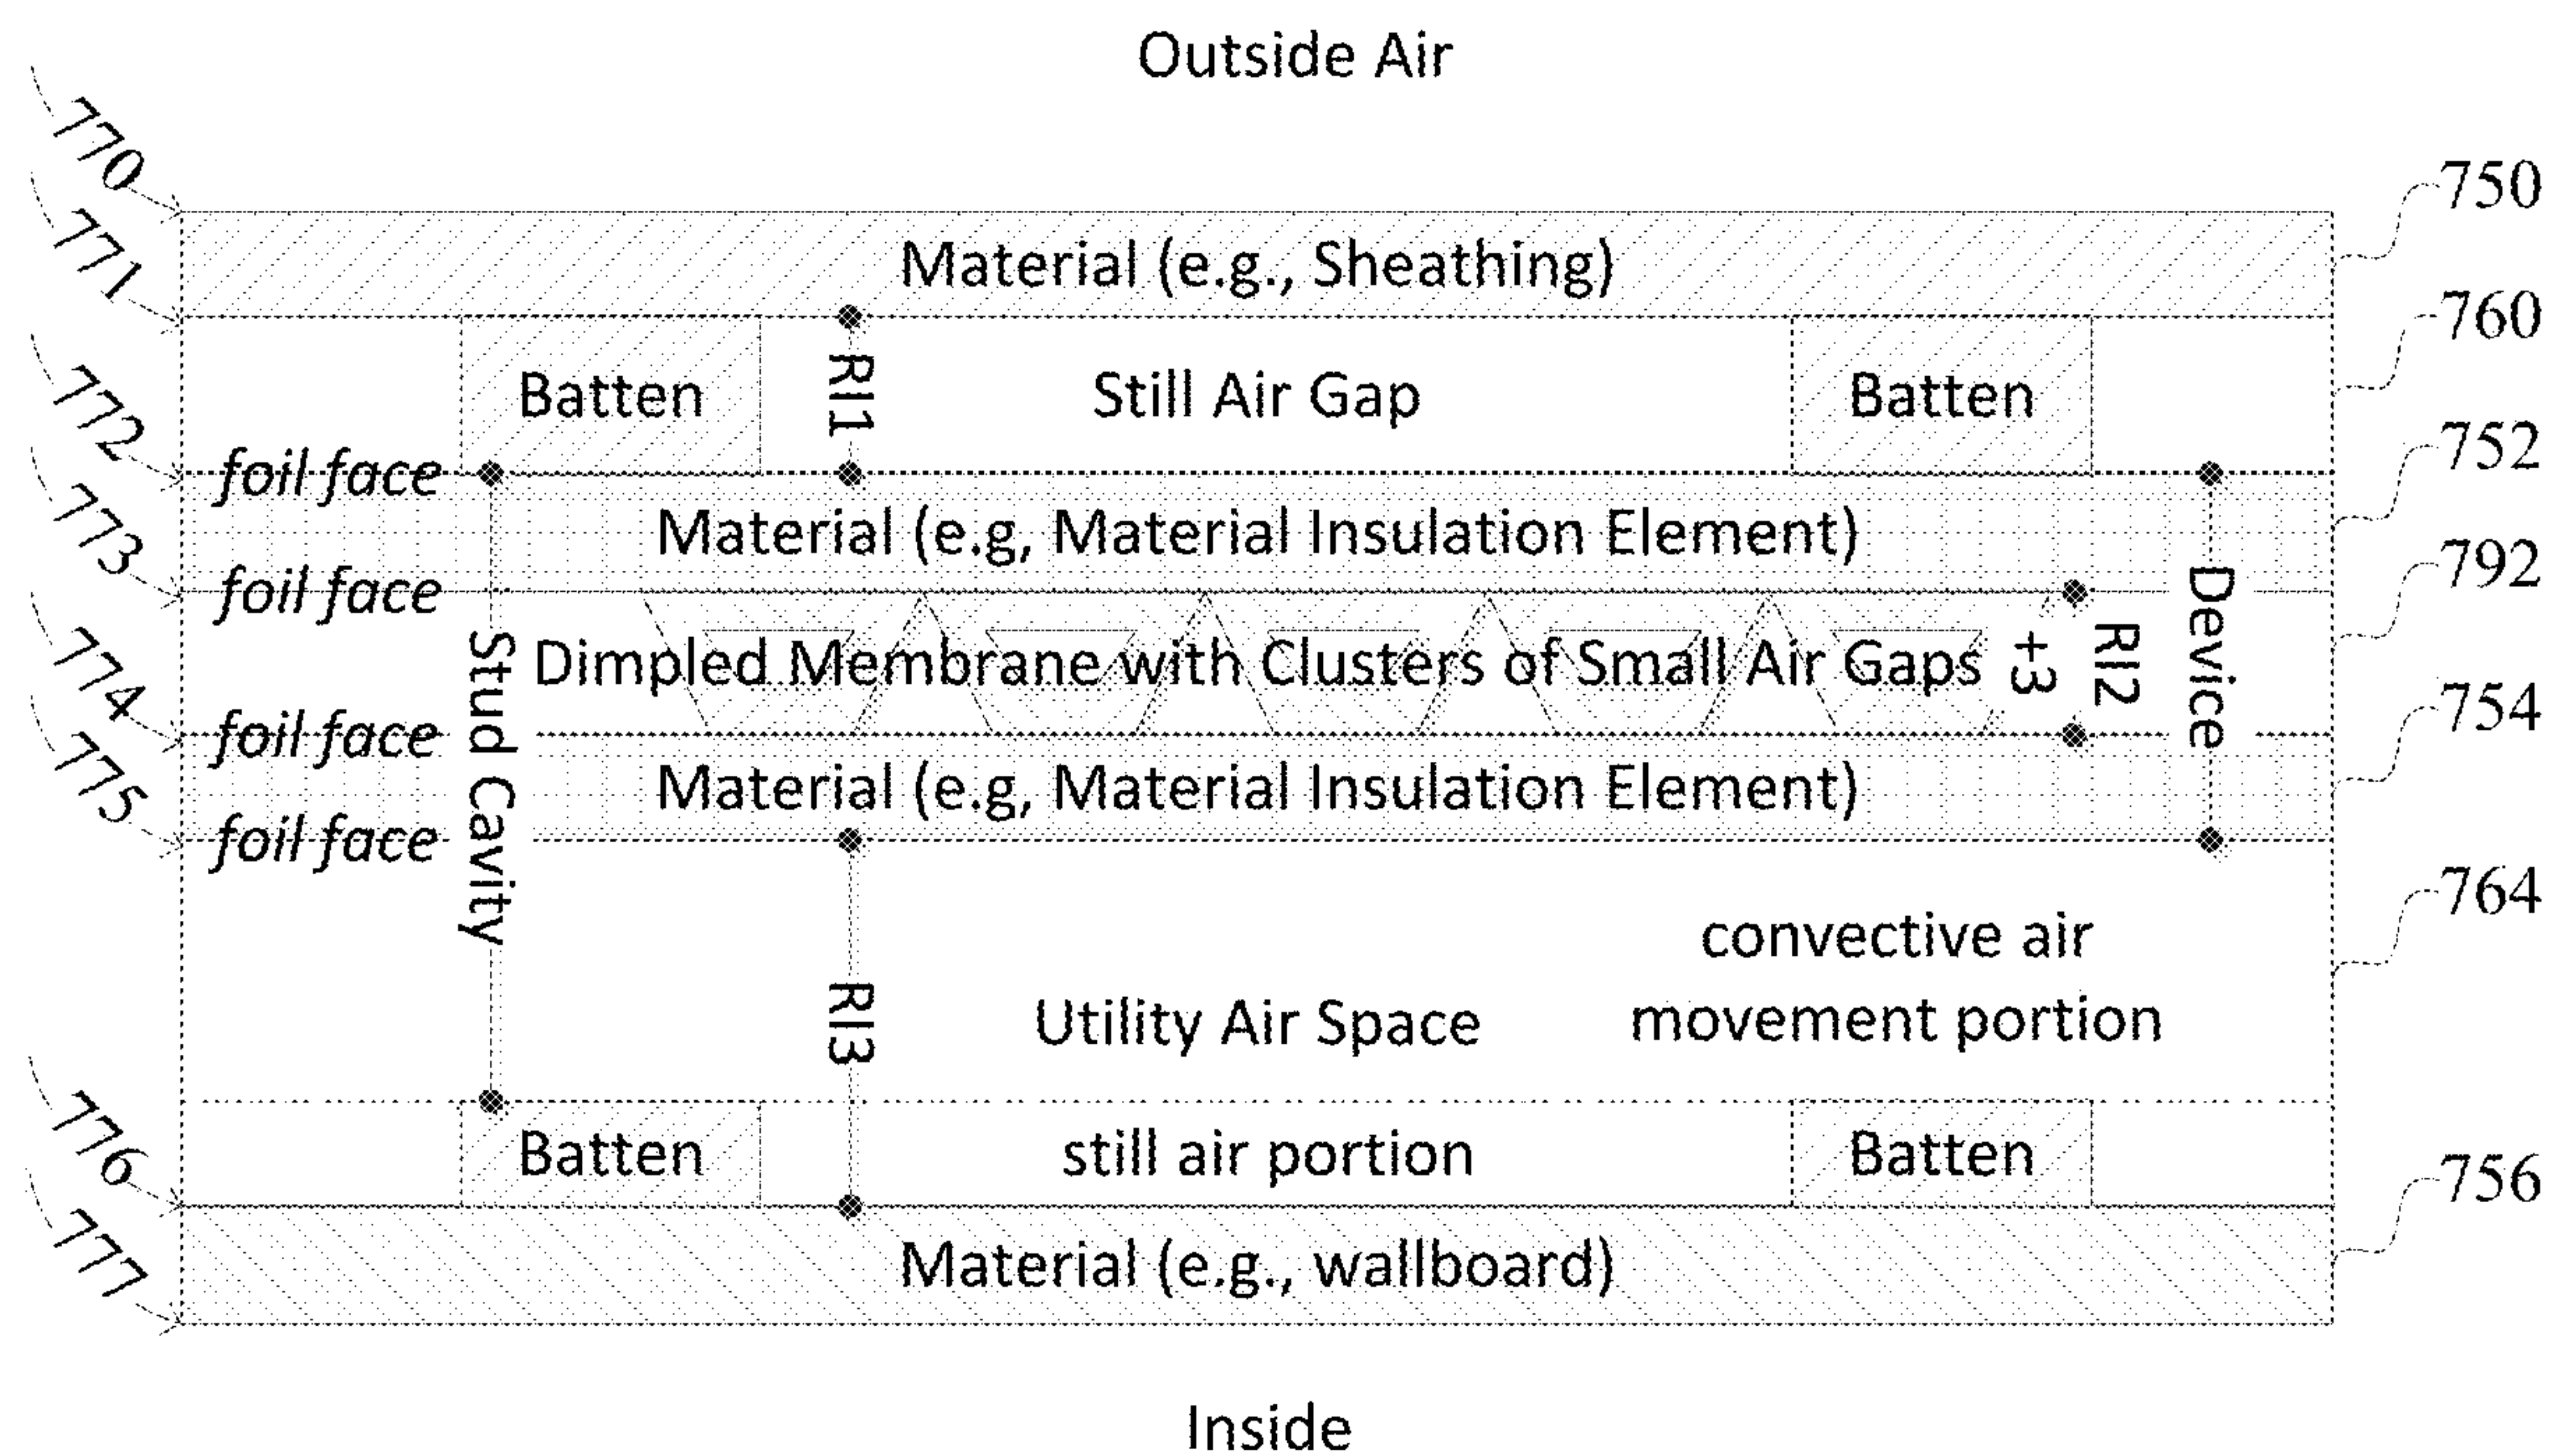 Outside Air
770
750
Material (e.g., Sheathing)
771
760
Batten
RI1
Still Air Gap
Batten
772
foil face
752
Material (e.g, Material Insulation Element)
773
foil face
792
Stud Cavity
Dimpled Membrane with Clusters of Small Air Gaps
+3
RI2
Device
774
foil face
754
Material (e.g, Material Insulation Element)
775
foil face
764
convective air
movement portion
Utility Air Space
RI3
776
Batten
still air portion
Batten
756
777
Material (e.g., wallboard)
Inside